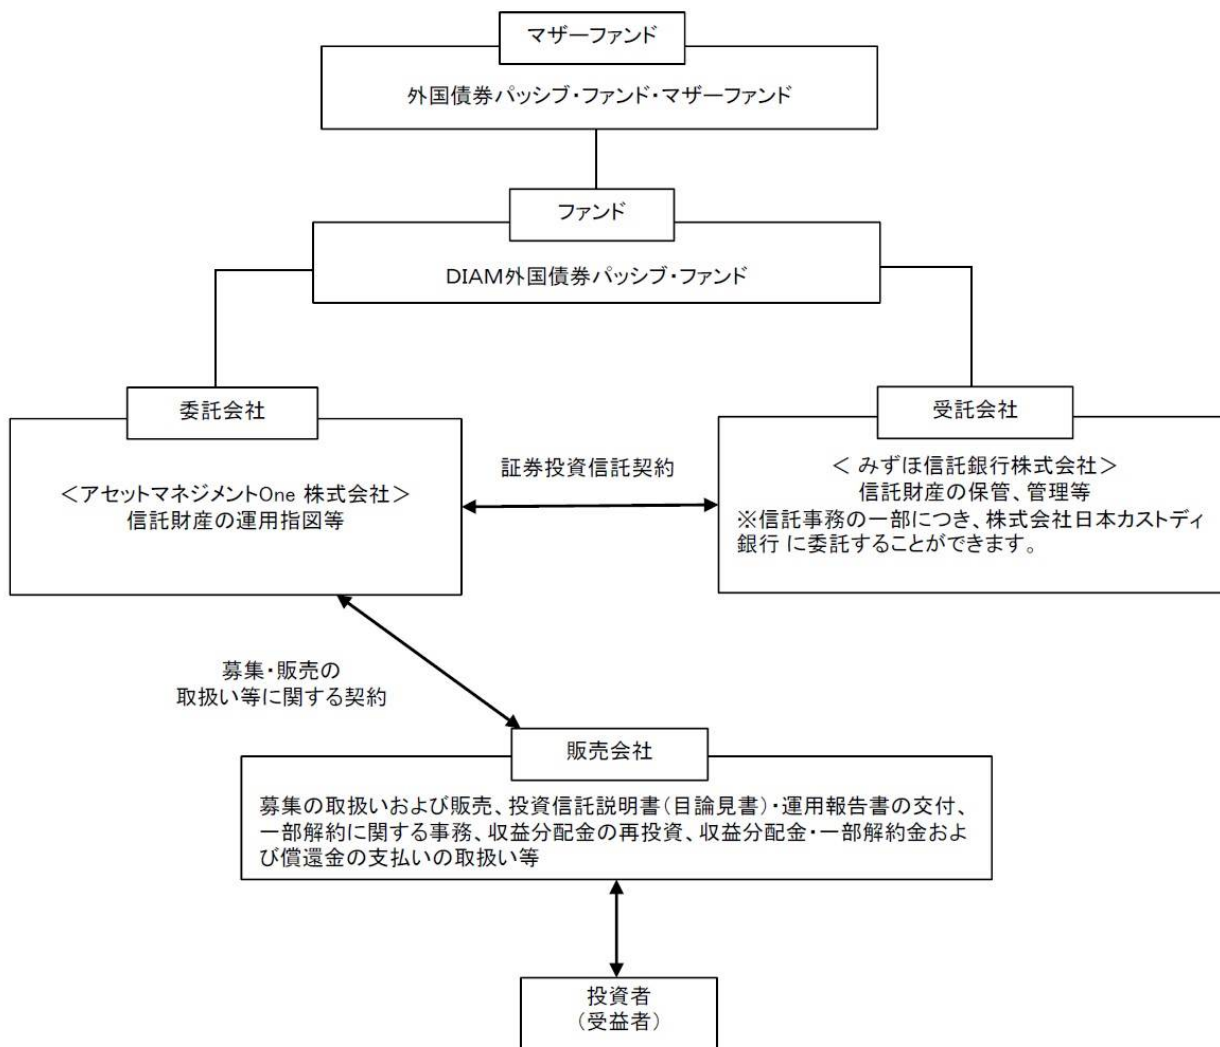 マザーファンド
外国債券パッシブ・ファンド・マザーファンド
ファンド
DIAM外国債券パッシブ・ファンド
委託会社
＜アセットマネジメントOne 株式会社＞
信託財産の運用指図等
証券投資信託契約
受託会社
＜ みずほ信託銀行株式会社＞
信託財産の保管、管理等
※信託事務の一部につき、株式会社日本カストディ
銀行 に委託することができます。
募集・販売の
取扱い等に関する契約
販売会社
募集の取扱いおよび販売、投資信託説明書（目論見書）・運用報告書の交付、
一部解約に関する事務、収益分配金の再投資、収益分配金・一部解約金およ
び償還金の支払いの取扱い等
投資者
（受益者）